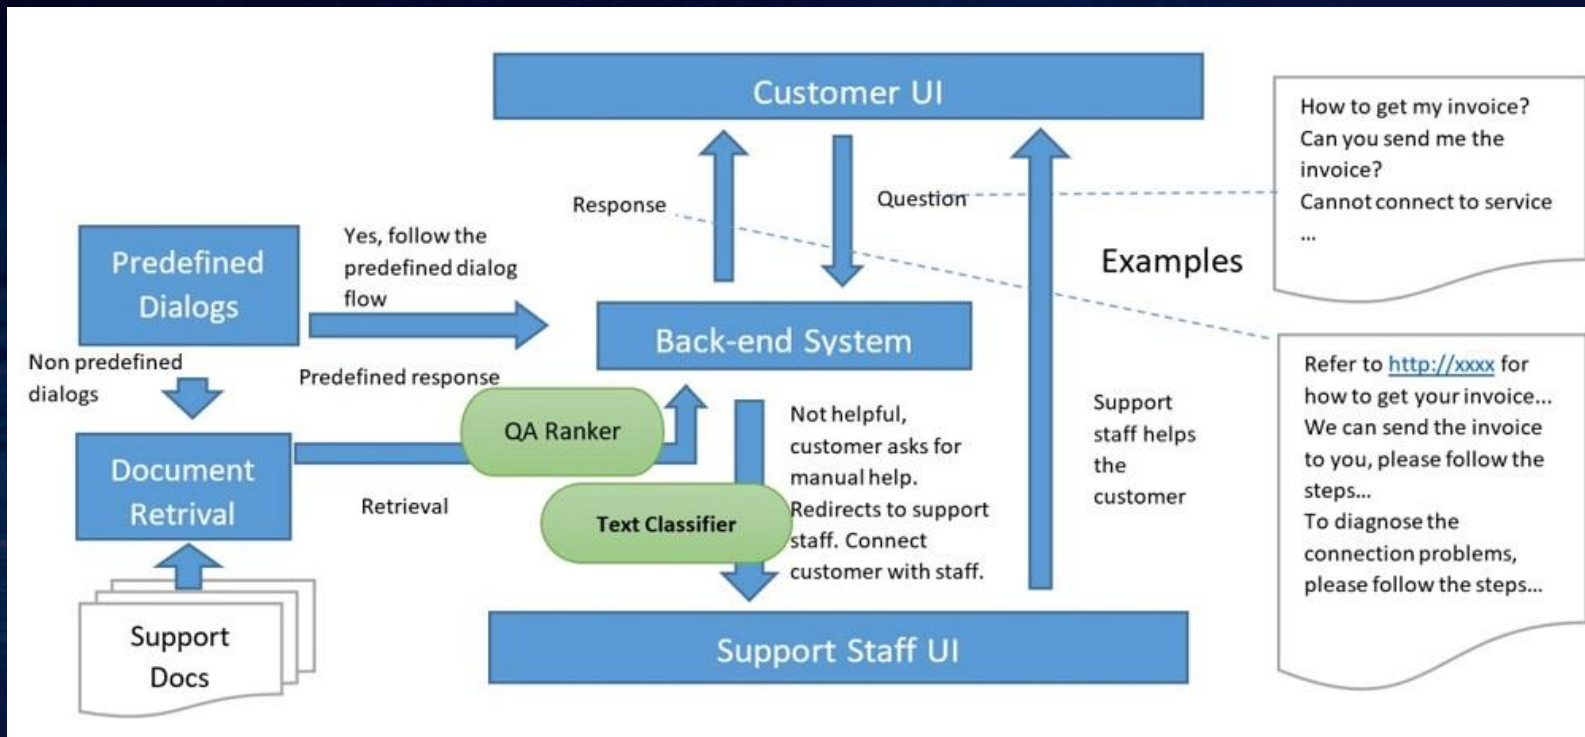 Customer UI
How to get my invoice?
Can you send me the
invoice?
Cannot connect to service
...
Response
Question
Examples
Predefined
Dialogs
Yes, follow the
predefined dialog
flow
Back-end System
Non predefined
dialogs
Predefined response
QA Ranker
Document
Retrival
Retrieval
Text Classifier
Not helpful,
customer asks for
manual help.
Redirects to support
staff. Connect
customer with staff.
Support
staff helps
the
customer
Refer to http://xxxx for
how to get your invoice...
We can send the invoice
to you, please follow the
steps...
To diagnose the
connection problems,
please follow the steps...
Support
Docs
Support Staff UI